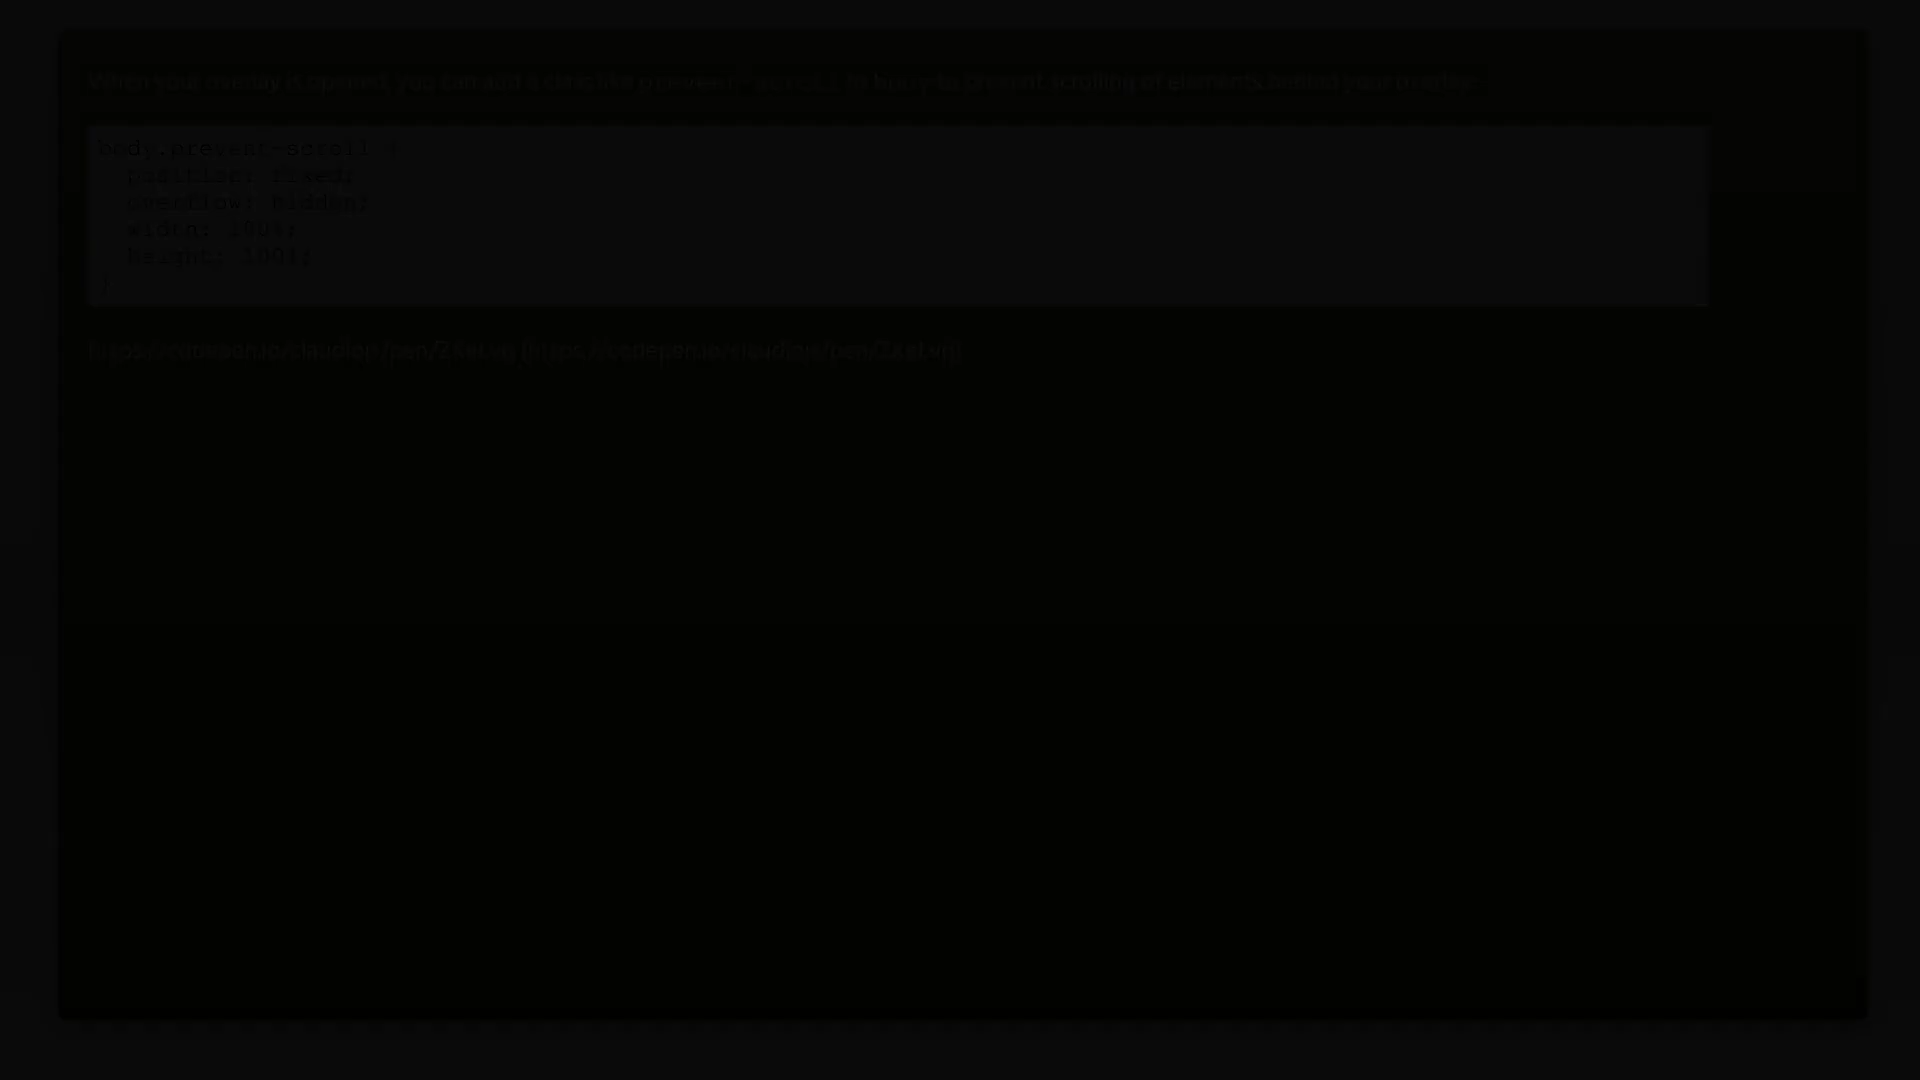 When your overlay is opened, you can add a class like prevent-scroll to body to prevent scrolling of elements behind your overlay:
body.prevent-scroll {
  position: fixed;
  overflow: hidden;
  width: 100%;
  height: 100%;
}